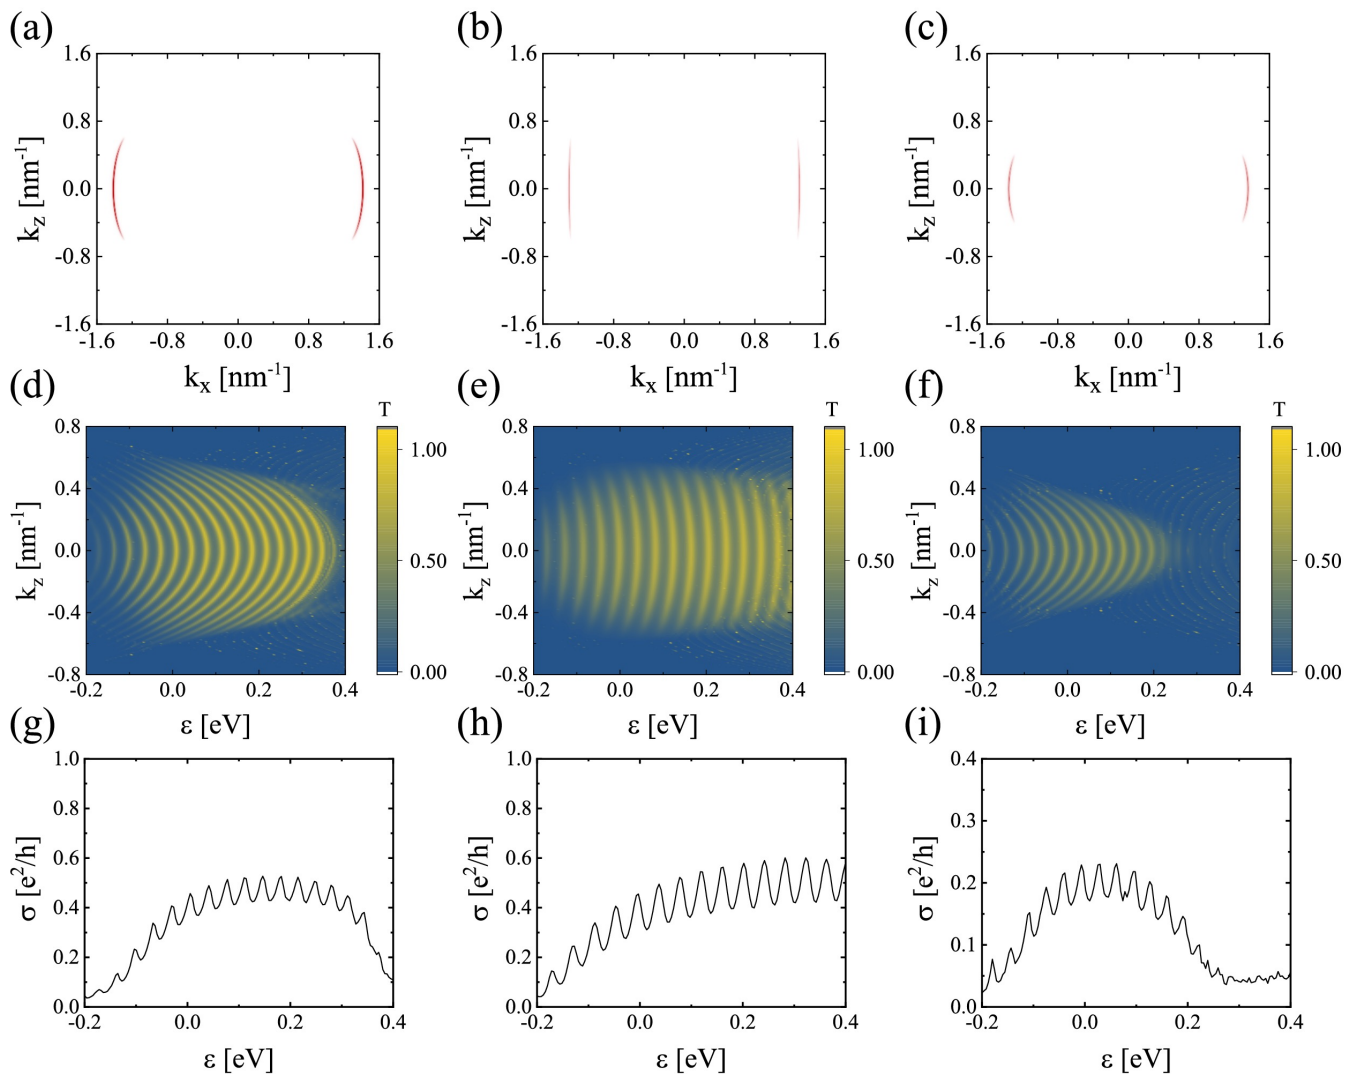 (a)
(b)
(c)
1.6
0.8
0.0
-0.8
-1.6
k_z [nm^-1]
-1.6 -0.8 0.0 0.8 1.6
k_x [nm^-1]
1.6
0.8
0.0
-0.8
-1.6
k_z [nm^-1]
-1.6 -0.8 0.0 0.8 1.6
k_x [nm^-1]
1.6
0.8
0.0
-0.8
-1.6
k_z [nm^-1]
-1.6 -0.8 0.0 0.8 1.6
k_x [nm^-1]
(d)
(e)
(f)
0.8
0.4
0.0
-0.4
-0.8
k_z [nm^-1]
-0.2 0.0 0.2 0.4
ε [eV]
T
1.00
0.50
0.00
0.8
0.4
0.0
-0.4
-0.8
k_z [nm^-1]
-0.2 0.0 0.2 0.4
ε [eV]
T
1.00
0.50
0.00
0.8
0.4
0.0
-0.4
-0.8
k_z [nm^-1]
-0.2 0.0 0.2 0.4
ε [eV]
T
1.00
0.50
0.00
(g)
(h)
(i)
1.0
0.8
0.6
0.4
0.2
0.0
σ [e²/h]
-0.2 0.0 0.2 0.4
ε [eV]
1.0
0.8
0.6
0.4
0.2
0.0
σ [e²/h]
-0.2 0.0 0.2 0.4
ε [eV]
0.4
0.3
0.2
0.1
0.0
σ [e²/h]
-0.2 0.0 0.2 0.4
ε [eV]